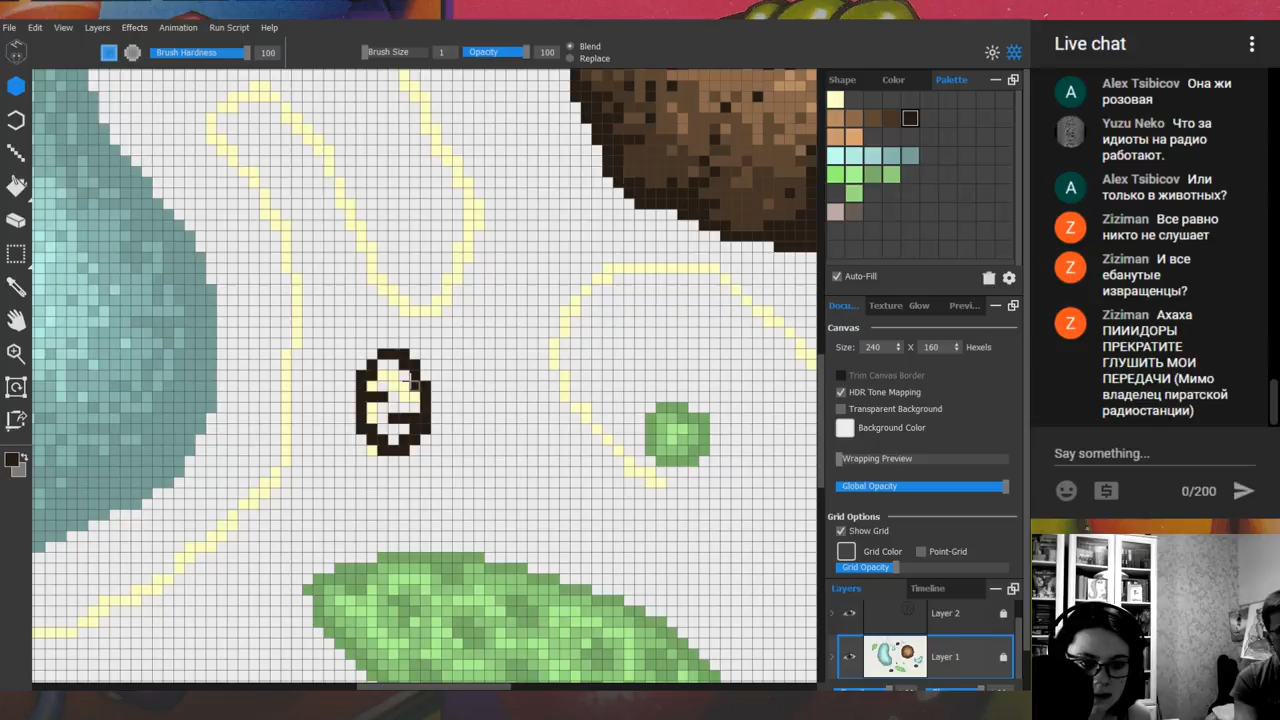 File Edit View Layers Effects Animation Run Script Help
Brush Hardness 100 Brush Size 1 Opacity 100 Blend
Replace
Shape Color Palette
Auto-Fill
Docu... Texture Glow Previ...
Canvas
Size: 240 X 160 Hexels
Trim Canvas Border
HDR Tone Mapping
Transparent Background
Background Color
Wrapping Preview
Global Opacity
Grid Options
Show Grid
Grid Color Point-Grid
Grid Opacity
Layers Timeline
Layer 2
Layer 1
Live chat
A Alex Tsibicov Она жи
розовая
Yuzu Neko Что за
идиоты на радио
работают.
A Alex Tsibicov Или
только в животных?
Z Ziziman Все равно
никто не слушает
Z Ziziman И все
ебанутые
извращенцы?
Z Ziziman Ахаха
ПИИИДОРЫ
ПРЕКРАТИТЕ
ГЛУШИТЬ МОИ
ПЕРЕДАЧИ (Мимо
владелец пиратской
радиостанции)
Say something...
0/200